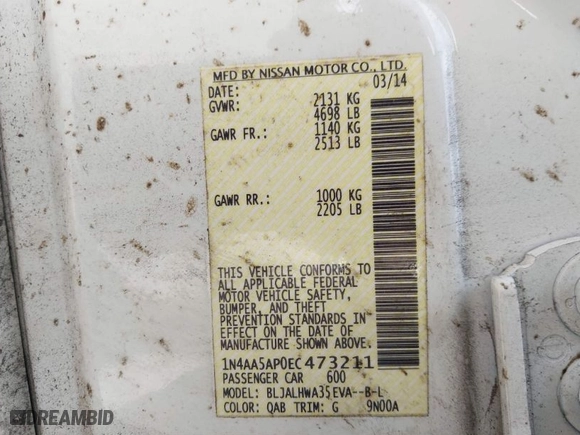 MFD BY NISSAN MOTOR CO., LTD.
DATE: 03/14
GVWR: 2131 KG
4698 LB
GAWR FR.: 1140 KG
2513 LB
GAWR RR.: 1000 KG
2205 LB
THIS VEHICLE CONFORMS TO
ALL APPLICABLE FEDERAL
MOTOR VEHICLE SAFETY,
BUMPER, AND THEFT
PREVENTION STANDARDS IN
EFFECT ON THE DATE OF
MANUFACTURE SHOWN ABOVE.
1N4AA5AP0EC473211
PASSENGER CAR 600
MODEL: BLJALHWA35EVA--B-L
COLOR: QAB TRIM: G 9N00A
DREAMBID